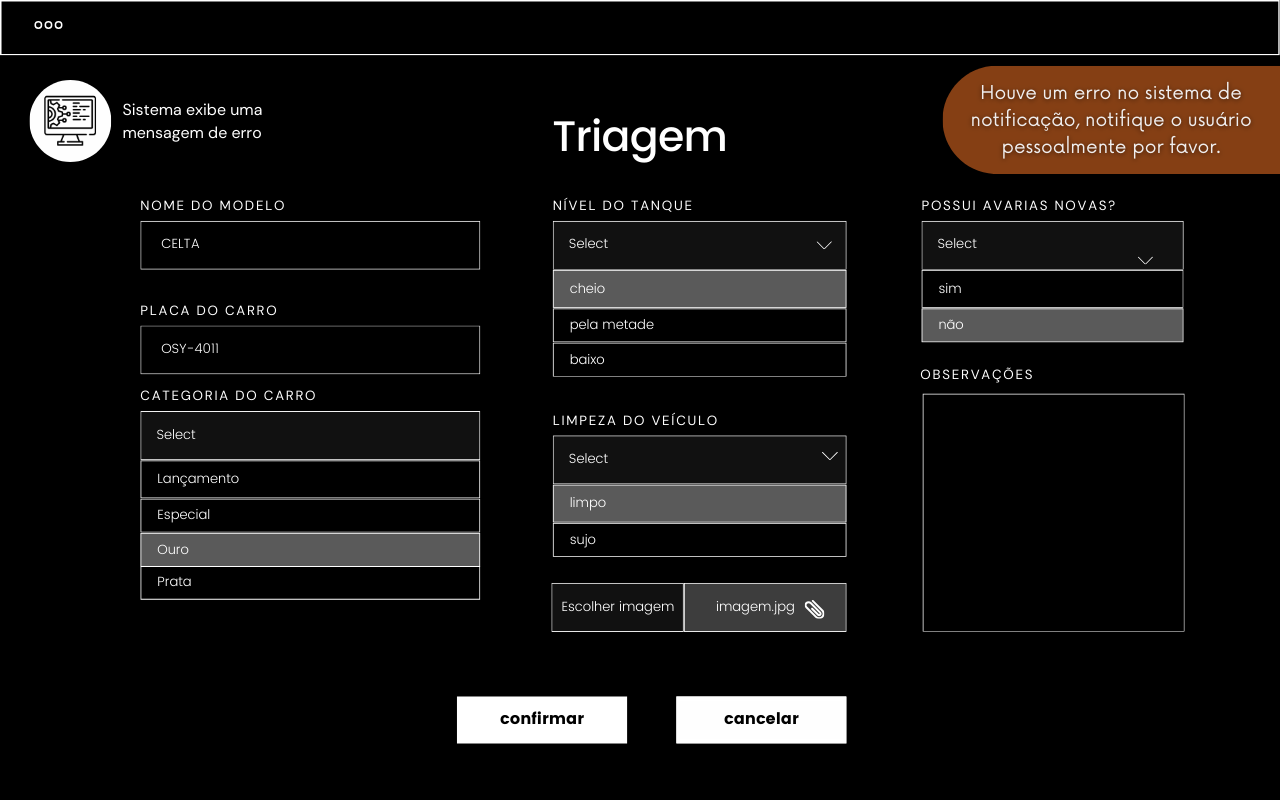 Sistema exibe uma
mensagem de erro
Triagem
Houve um erro no sistema de
notificação, notifique o usuário
pessoalmente por favor.
NOME DO MODELO
CELTA
PLACA DO CARRO
OSY-4011
CATEGORIA DO CARRO
Select
Lançamento
Especial
Ouro
Prata
NÍVEL DO TANQUE
Select
cheio
pela metade
baixo
LIMPEZA DO VEÍCULO
Select
limpo
sujo
Escolher imagem
imagem.jpg
POSSUI AVARIAS NOVAS?
Select
sim
não
OBSERVAÇÕES
confirmar
cancelar